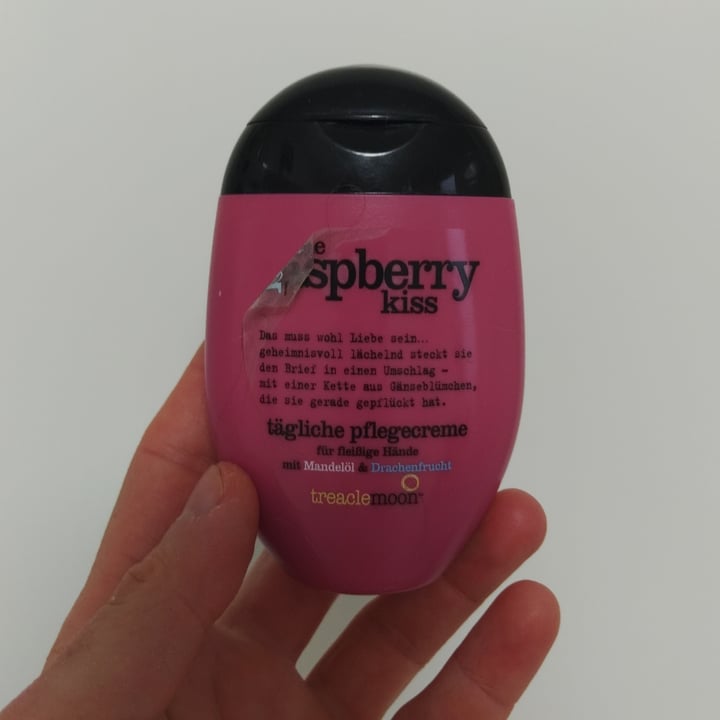 e
spberry
kiss
Das muss wohl Liebe sein...
geheimnisvoll lächelnd steckt sie
den Brief in einen Umschlag –
mit einer Kette aus Gänseblümchen,
die sie gerade gepflückt hat.
tägliche pflegecreme
für fleißige Hände
mit Mandelöl & Drachenfrucht
treaclemoon™